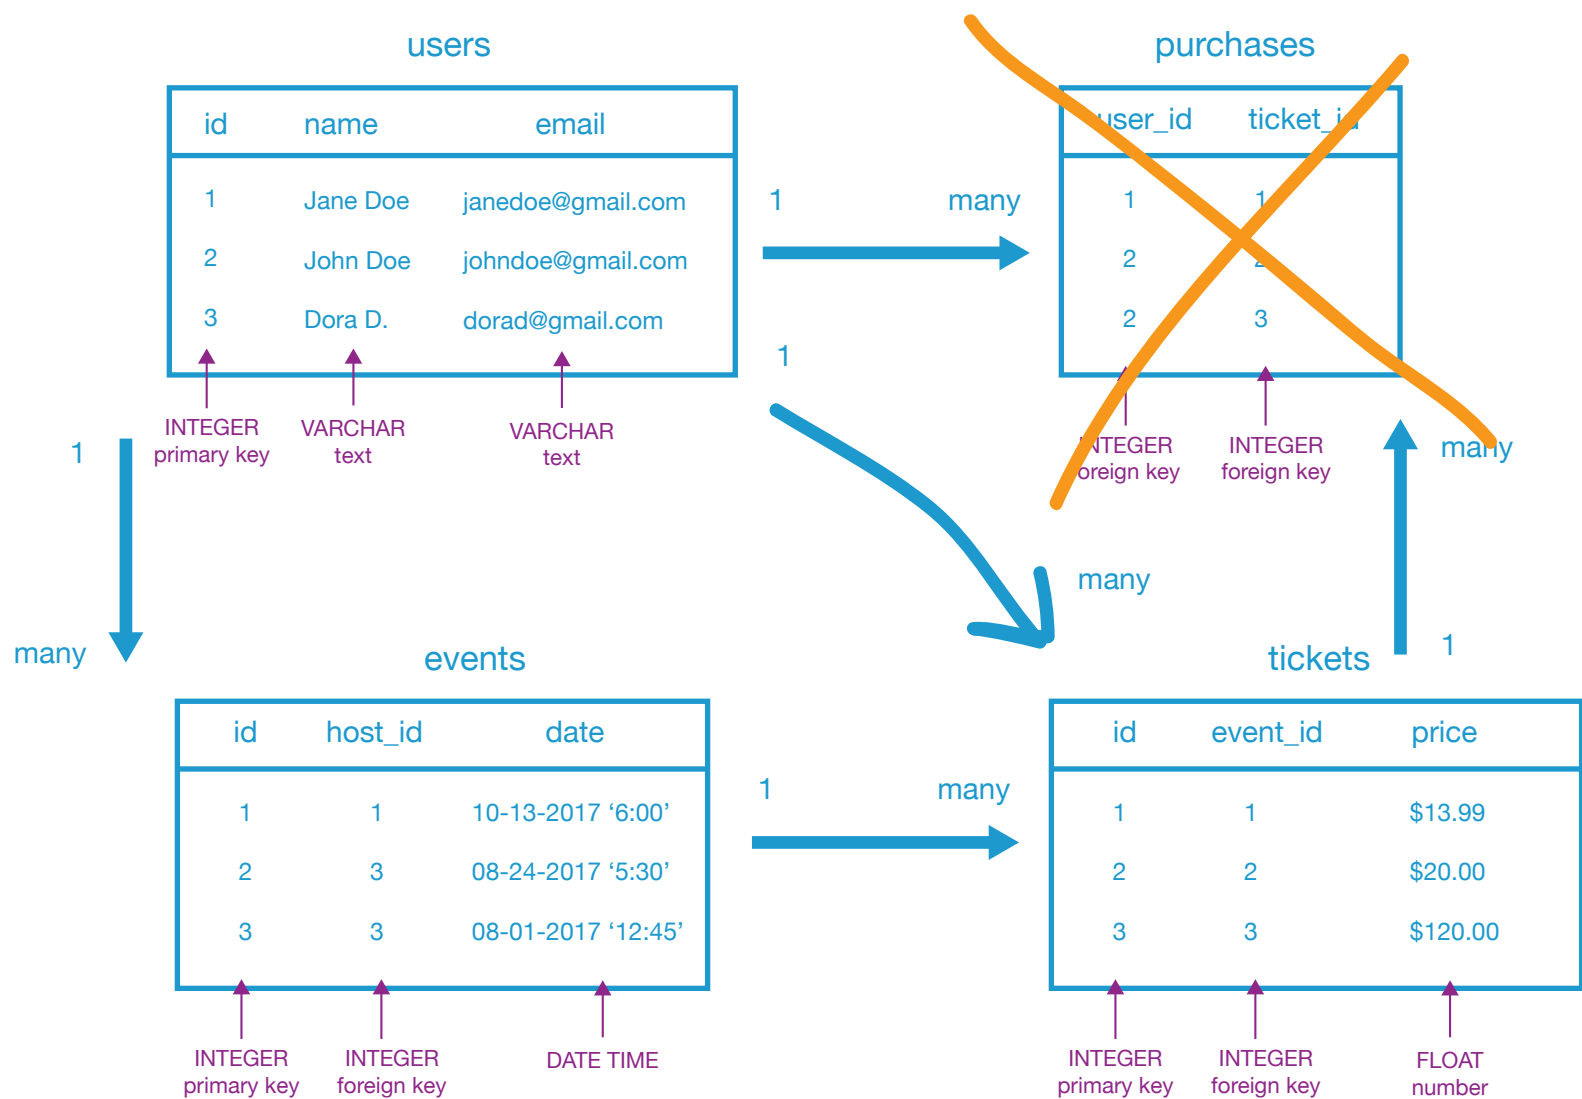 users
id name email
1 Jane Doe janedoe@gmail.com
2 John Doe johndoe@gmail.com
3 Dora D. dorad@gmail.com
INTEGER
primary key
VARCHAR
text
VARCHAR
text
1 many
purchases
user_id ticket_id
1 1
2 2
2 3
INTEGER
foreign key
INTEGER
foreign key
1
many
1
many
many
1
events
id host_id date
1 1 10-13-2017 ‘6:00’
2 3 08-24-2017 ‘5:30’
3 3 08-01-2017 ‘12:45’
INTEGER
primary key
INTEGER
foreign key
DATE TIME
1 many
tickets
id event_id price
1 1 $13.99
2 2 $20.00
3 3 $120.00
INTEGER
primary key
INTEGER
foreign key
FLOAT
number